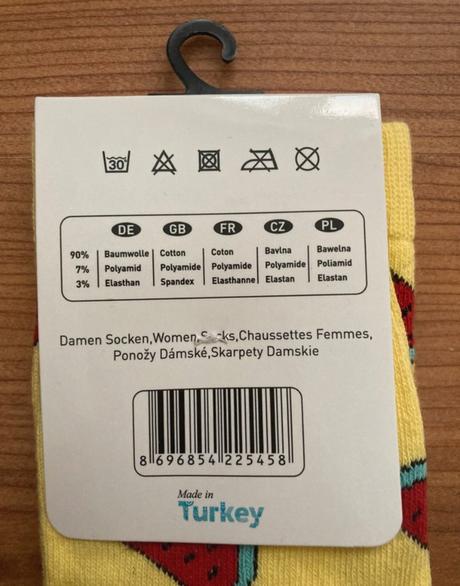 30
DE GB FR CZ PL
90% Baumwolle Cotton Coton Bavlna Bawelna
7% Polyamid Polyamide Polyamide Polyamide Poliamid
3% Elasthan Spandex Elasthanne Elastan Elastan
Damen Socken,Women Socks,Chaussettes Femmes,
Ponožy Dámské,Skarpety Damskie
8 696854 225458
Made in
Turkey